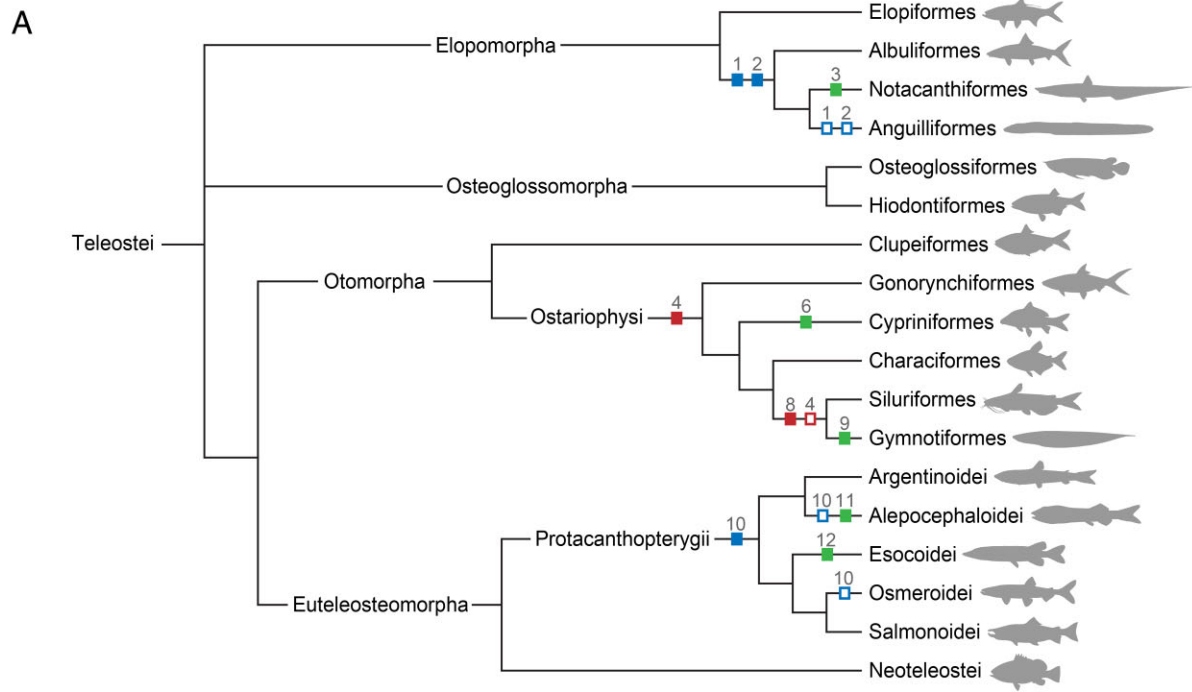 A
Elopiformes
Elopomorpha
Albuliformes
1 2
3
Notacanthiformes
1 2
Anguilliformes
Osteoglossiformes
Osteoglossomorpha
Hiodontiformes
Teleostei
Clupeiformes
Otomorpha
Gonorynchiformes
4
6
Ostariophysi
Cypriniformes
Characiformes
Siluriformes
8 4
9
Gymnotiformes
Argentinoidei
10 11
Alepocephaloidei
10
12
Protacanthopterygii
Esocoidei
10
Osmeroidei
Euteleosteomorpha
Salmonoidei
Neoteleostei